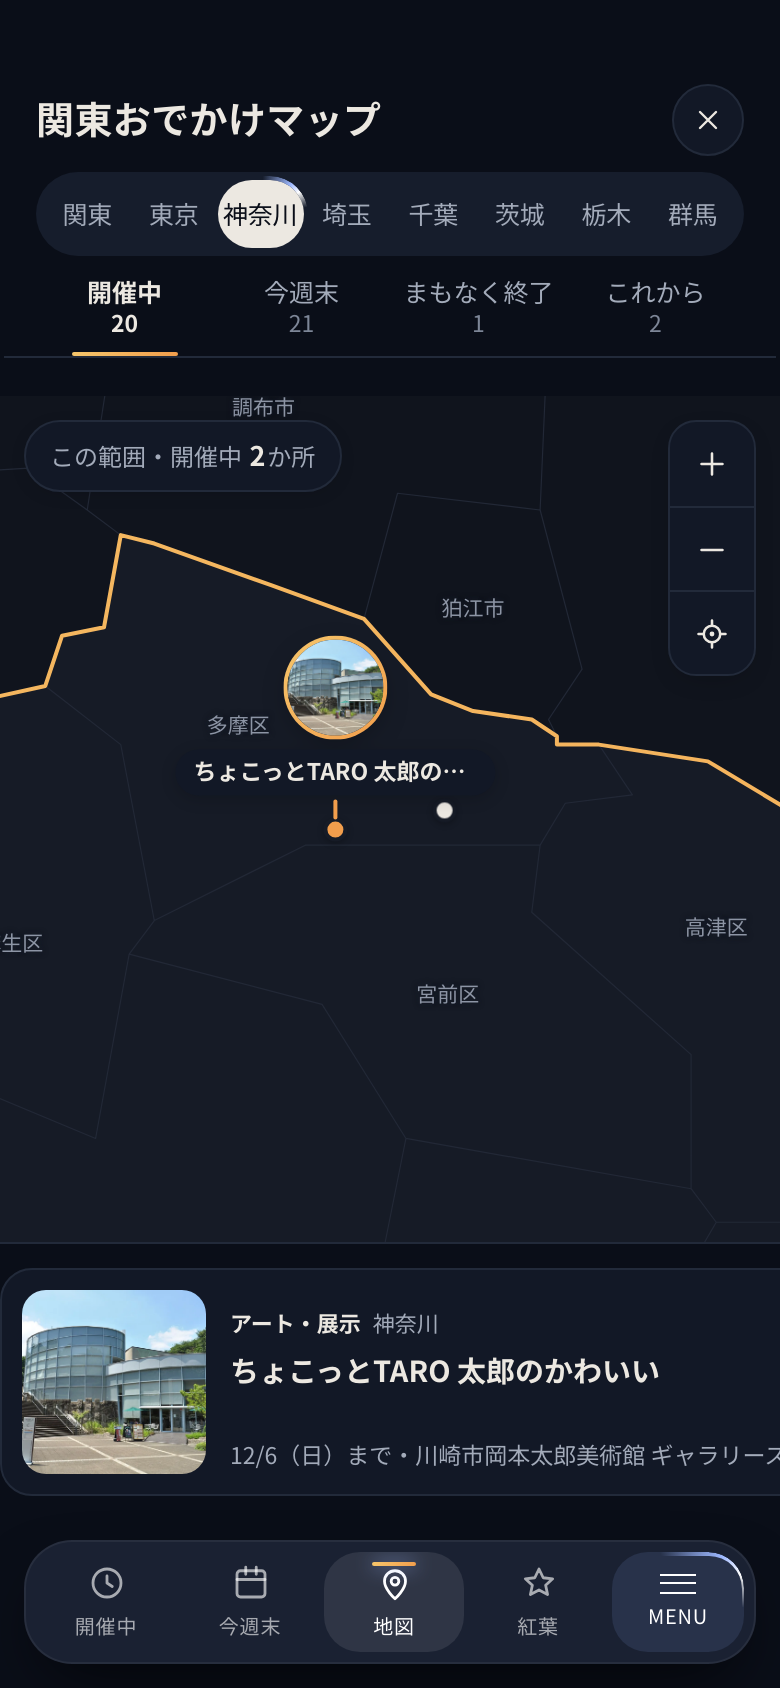 関東おでかけマップ
関東 東京 神奈川 埼玉 千葉 茨城 栃木 群馬
開催中 今週末 まもなく終了 これから
20 21 1 2
調布市
この範囲・開催中 2か所
狛江市
多摩区
ちょこっとTARO 太郎の…
高津区
生区
宮前区
アート・展示 神奈川
ちょこっとTARO 太郎のかわいい
12/6（日）まで・川崎市岡本太郎美術館 ギャラリース
開催中 今週末 地図 紅葉 MENU